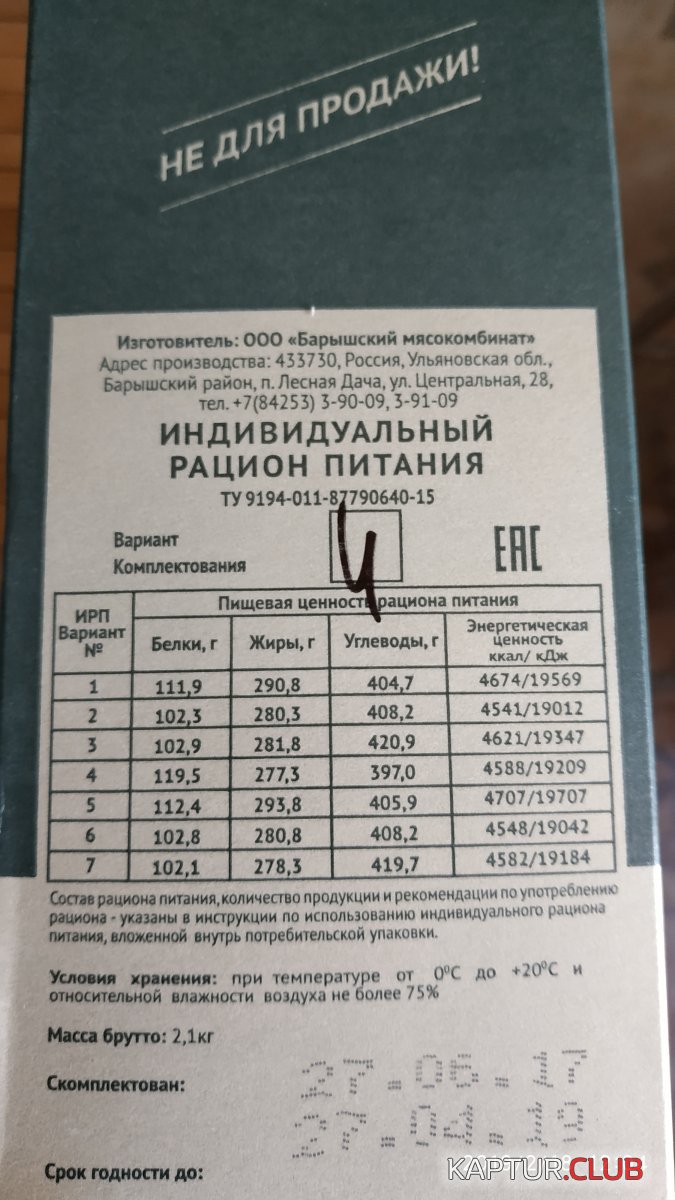 НЕ ДЛЯ ПРОДАЖИ!
Изготовитель: ООО «Барышский мясокомбинат»
Адрес производства: 433730, Россия, Ульяновская обл.,
Барышский район, п. Лесная Дача, ул. Центральная, 28,
тел. +7(84253) 3-90-09, 3-91-09
ИНДИВИДУАЛЬНЫЙ
РАЦИОН ПИТАНИЯ
ТУ 9194-011-87790640-15
Вариант
Комплектования
4
EAC
ИРП Вариант № Пищевая ценность рациона питания
Белки, г Жиры, г Углеводы, г Энергетическая ценность ккал/ кДж
1 111,9 290,8 404,7 4674/19569
2 102,3 280,3 408,2 4541/19012
3 102,9 281,8 420,9 4621/19347
4 119,5 277,3 397,0 4588/19209
5 112,4 293,8 405,9 4707/19707
6 102,8 280,8 408,2 4548/19042
7 102,1 278,3 419,7 4582/19184
Состав рациона питания, количество продукции и рекомендации по употреблению
рациона - указаны в инструкции по использованию индивидуального рациона
питания, вложенной внутрь потребительской упаковки.
Условия хранения: при температуре от 0⁰С до +20⁰С и
относительной влажности воздуха не более 75%
Масса брутто: 2,1кг
Скомплектован: 27-06-17
Срок годности до:
KAPTUR.CLUB